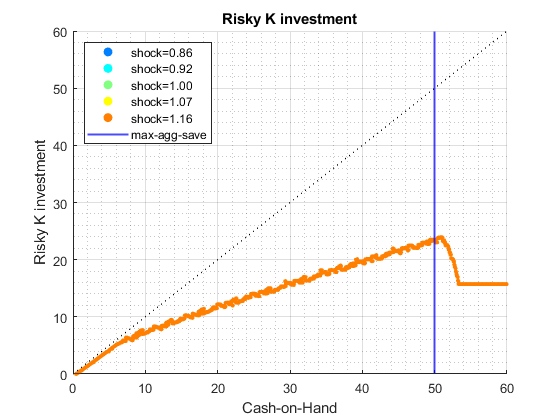 Risky K investment
shock=0.86
shock=0.92
shock=1.00
shock=1.07
shock=1.16
max-agg-save
Risky K investment
60
50
40
30
20
10
0
0 10 20 30 40 50 60
Cash-on-Hand